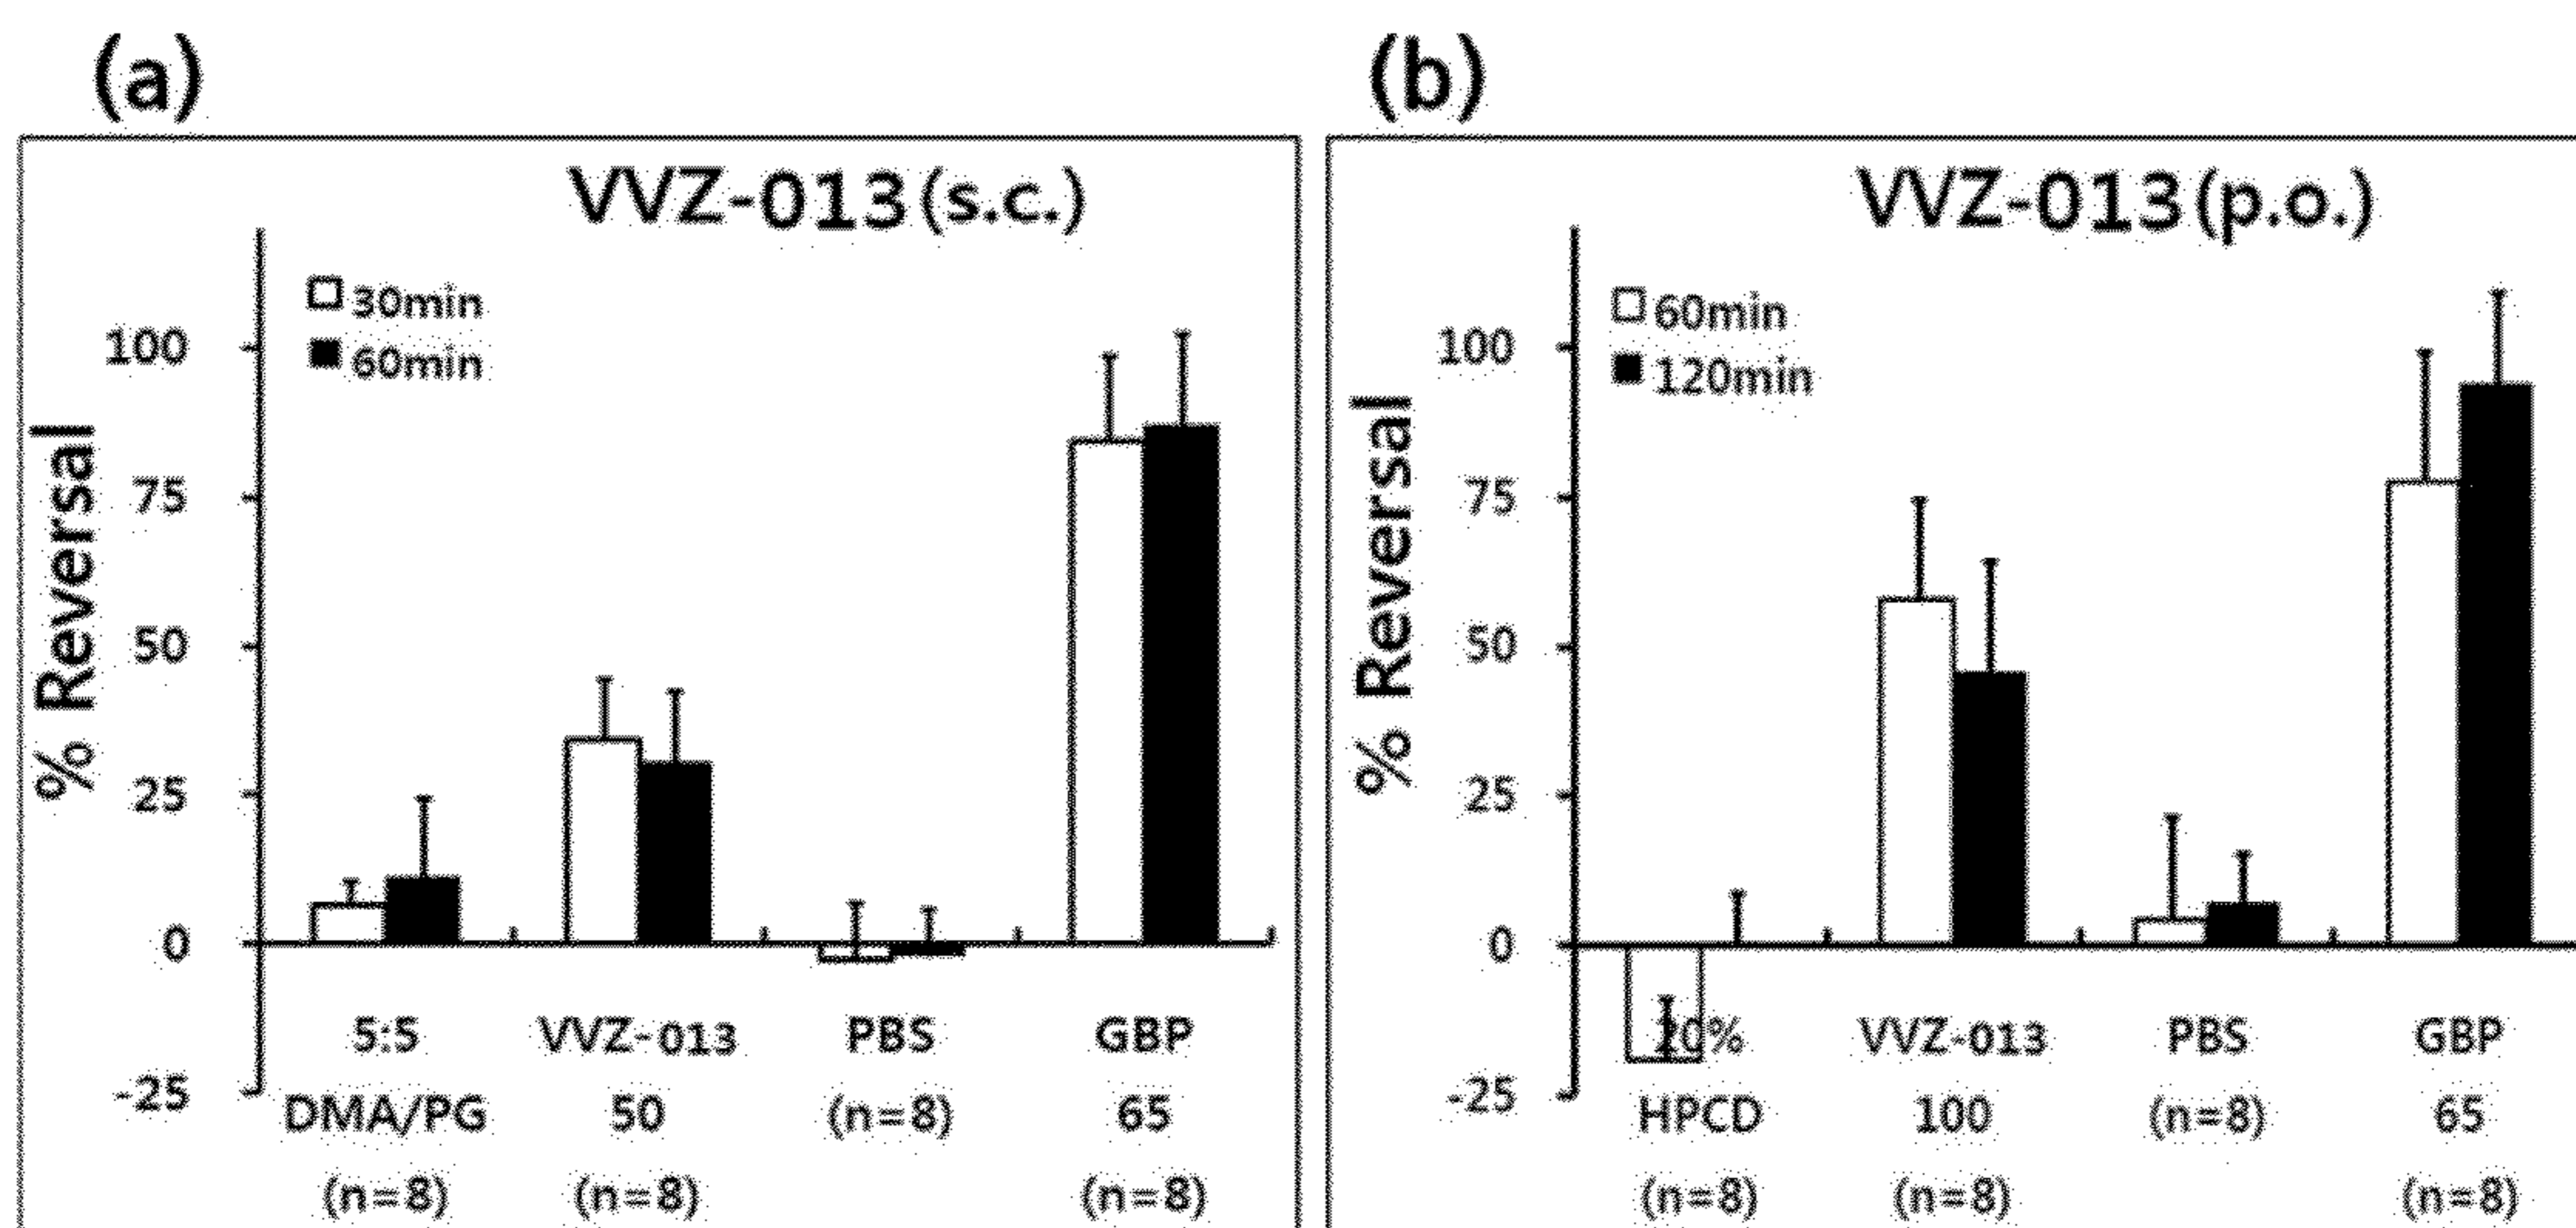 (a)
VVZ-013 (s.c.)
30min
60min
% Reversal
100
75
50
25
0
-25
5:5 DMA/PG (n=8)
VVZ-013 50 (n=8)
PBS (n=8)
GBP 65 (n=8)
(b)
VVZ-013 (p.o.)
60min
120min
% Reversal
100
75
50
25
0
-25
20% HPCD (n=8)
VVZ-013 100 (n=8)
PBS (n=8)
GBP 65 (n=8)